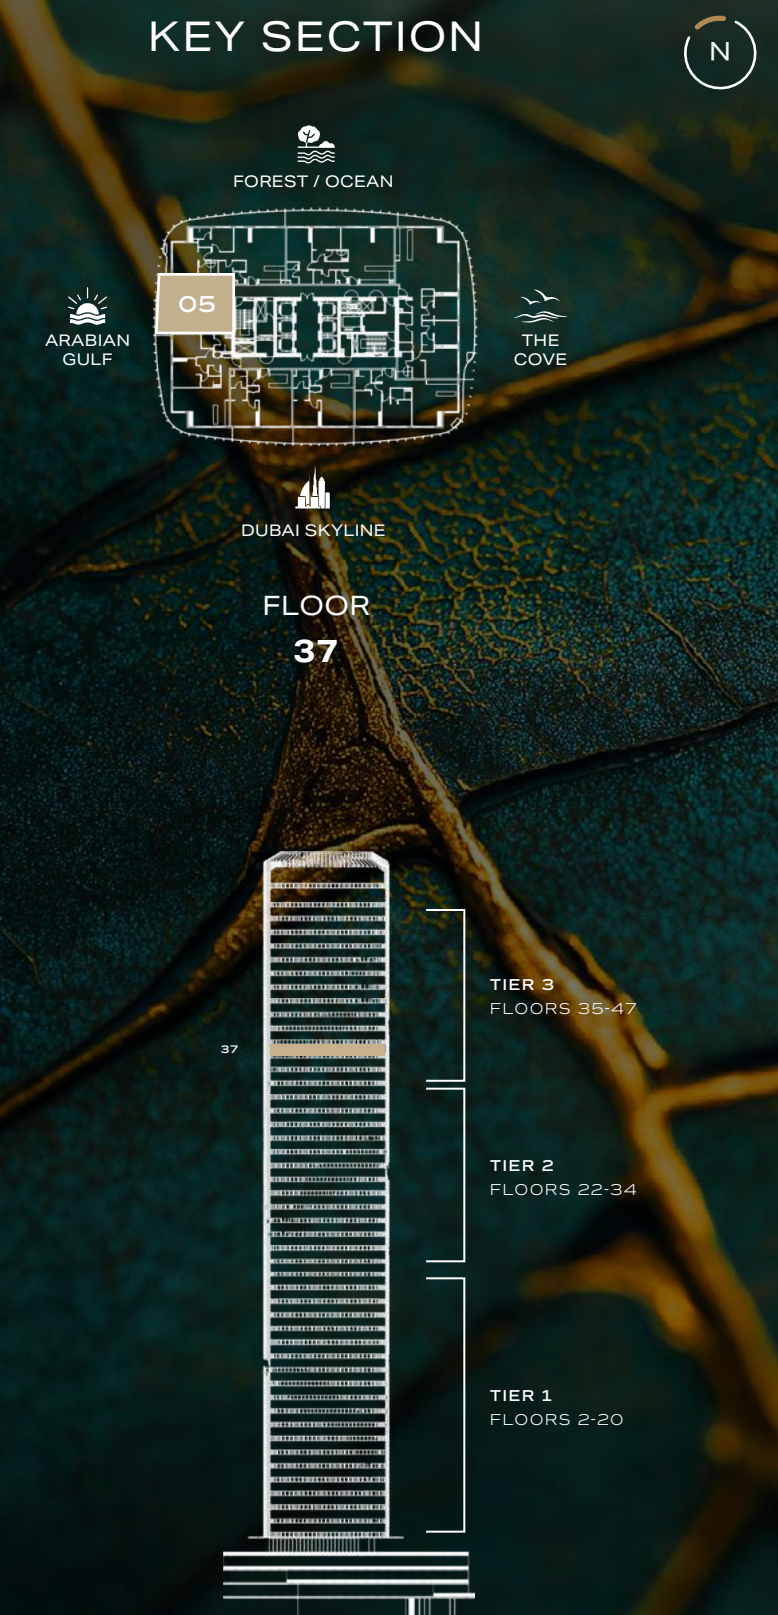 KEY SECTION
N
FOREST / OCEAN
05
ARABIAN
GULF
THE
COVE
DUBAI SKYLINE
FLOOR
37
TIER 3
FLOORS 35-47
37
TIER 2
FLOORS 22-34
TIER 1
FLOORS 2-20